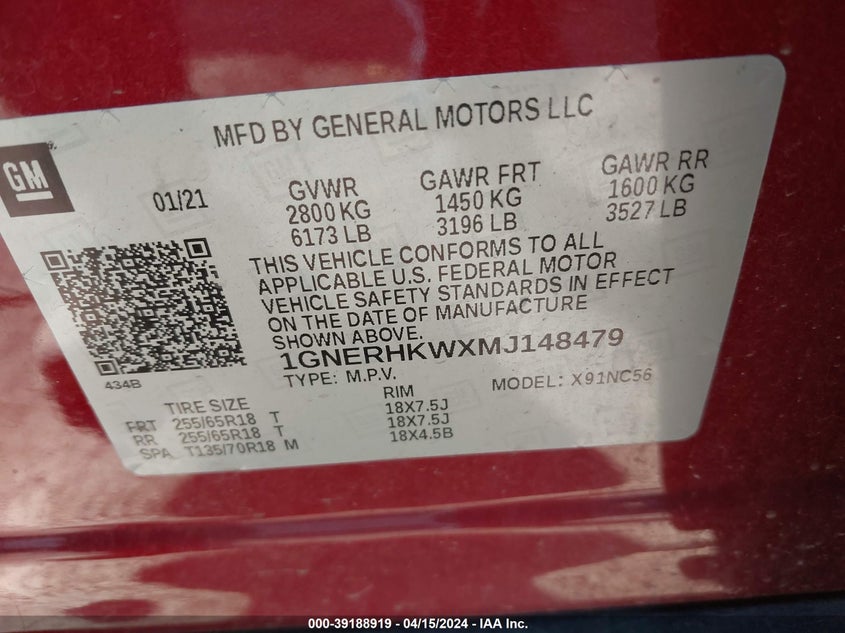 MFD BY GENERAL MOTORS LLC
GM
01/21
GVWR
2800 KG
6173 LB
GAWR FRT
1450 KG
3196 LB
GAWR RR
1600 KG
3527 LB
THIS VEHICLE CONFORMS TO ALL
APPLICABLE U.S. FEDERAL MOTOR
VEHICLE SAFETY STANDARDS IN EFFECT
ON THE DATE OF MANUFACTURE
SHOWN ABOVE.
1GNERHKWXMJ148479
434B
TYPE: M.P.V. MODEL: X91NC56
TIRE SIZE RIM
FRT 255/65R18 T 18X7.5J
RR 255/65R18 T 18X7.5J
SPA T135/70R18 M 18X4.5B
000-39188919 - 04/15/2024 - IAA Inc.